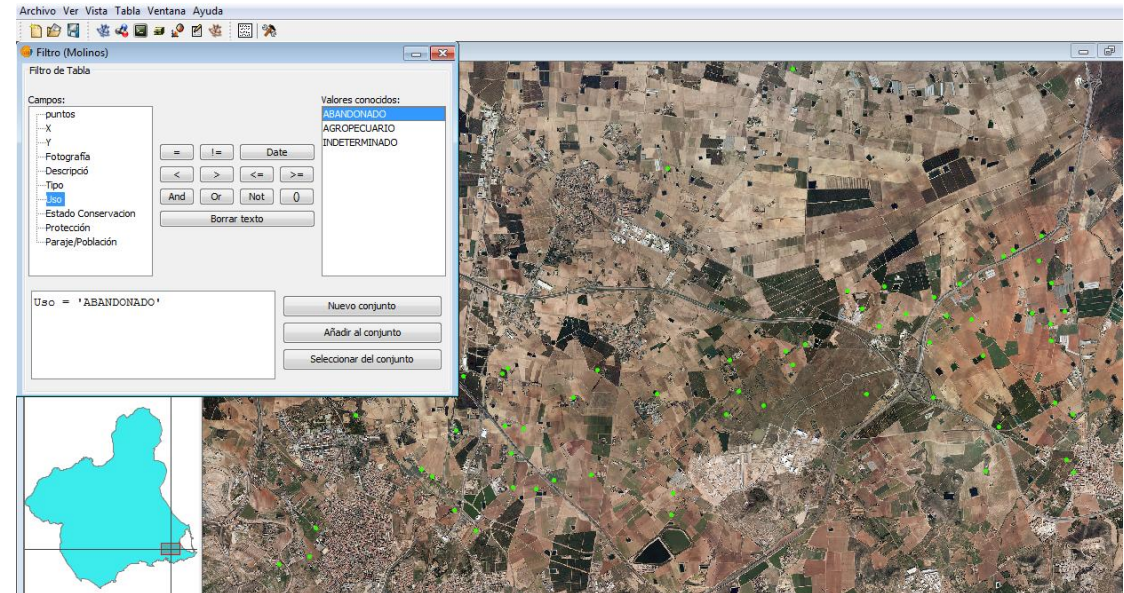 Archivo Ver Vista Tabla Ventana Ayuda
Filtro (Molinos)
Filtro de Tabla
Campos:
puntos
X
Y
Fotografía
Descripció
Tipo
Uso
Estado Conservacion
Protección
Paraje/Población
= != Date
< > <= >=
And Or Not ()
Borrar texto
Valores conocidos:
ABANDONADO
AGROPECUARIO
INDETERMINADO
Uso = 'ABANDONADO'
Nuevo conjunto
Añadir al conjunto
Seleccionar del conjunto